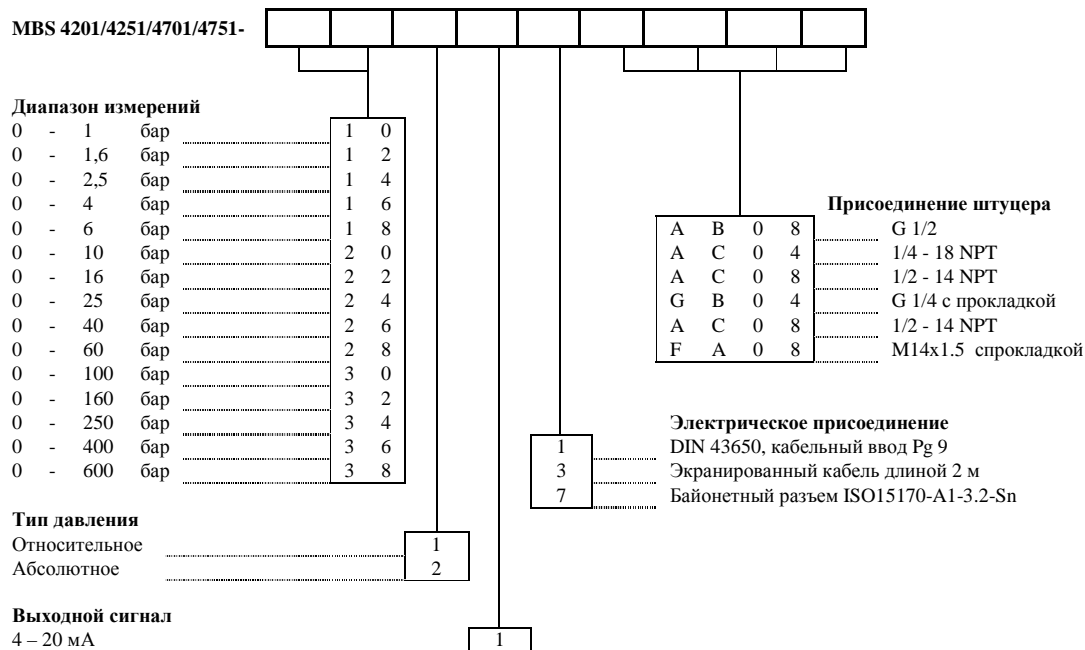 MBS 4201/4251/4701/4751-
Диапазон измерений
0 - 1 бар 1 0
0 - 1,6 бар 1 2
0 - 2,5 бар 1 4
0 - 4 бар 1 6
0 - 6 бар 1 8
0 - 10 бар 2 0
0 - 16 бар 2 2
0 - 25 бар 2 4
0 - 40 бар 2 6
0 - 60 бар 2 8
0 - 100 бар 3 0
0 - 160 бар 3 2
0 - 250 бар 3 4
0 - 400 бар 3 6
0 - 600 бар 3 8
Присоединение штуцера
A B 0 8 G 1/2
A C 0 4 1/4 - 18 NPT
A C 0 8 1/2 - 14 NPT
G B 0 4 G 1/4 с прокладкой
A C 0 8 1/2 - 14 NPT
F A 0 8 M14x1.5 спрокладкой
Электрическое присоединение
1 DIN 43650, кабельный ввод Pg 9
3 Экранированный кабель длиной 2 м
7 Байонетный разъем ISO15170-A1-3.2-Sn
Тип давления
Относительное 1
Абсолютное 2
Выходной сигнал
4 – 20 мА 1